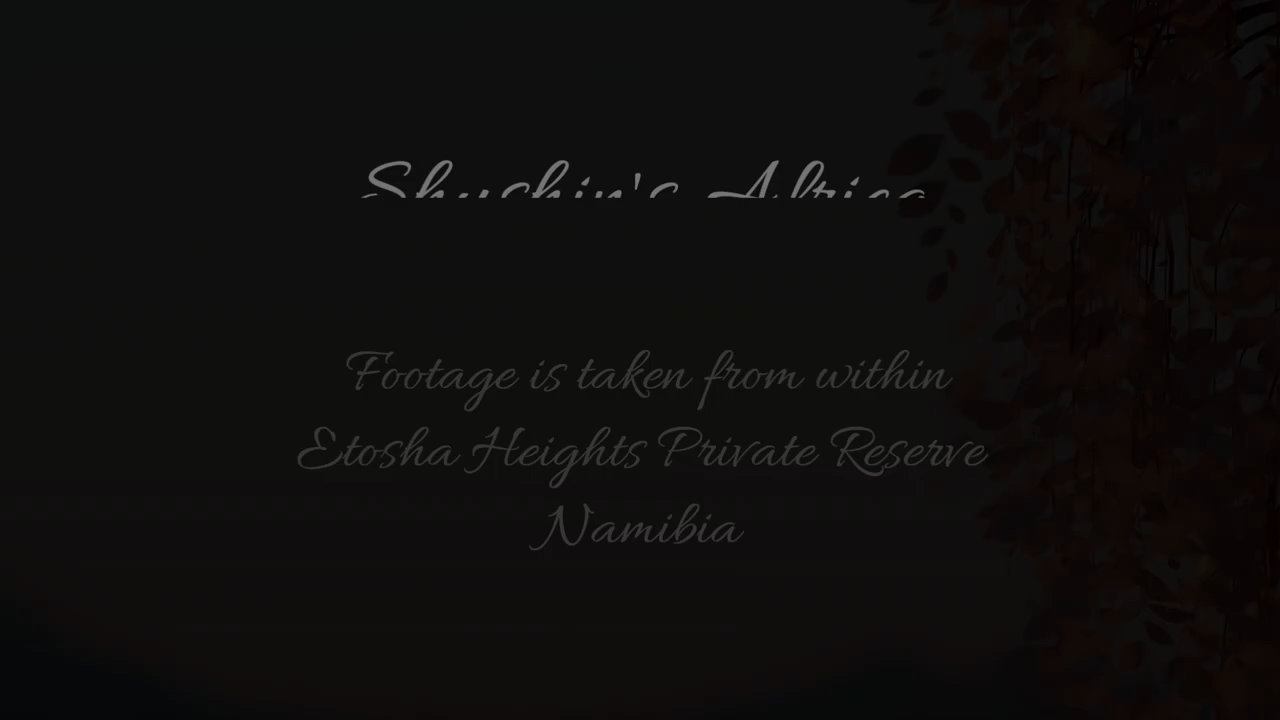 Footage is taken from within
Etosha Heights Private Reserve
Namibia